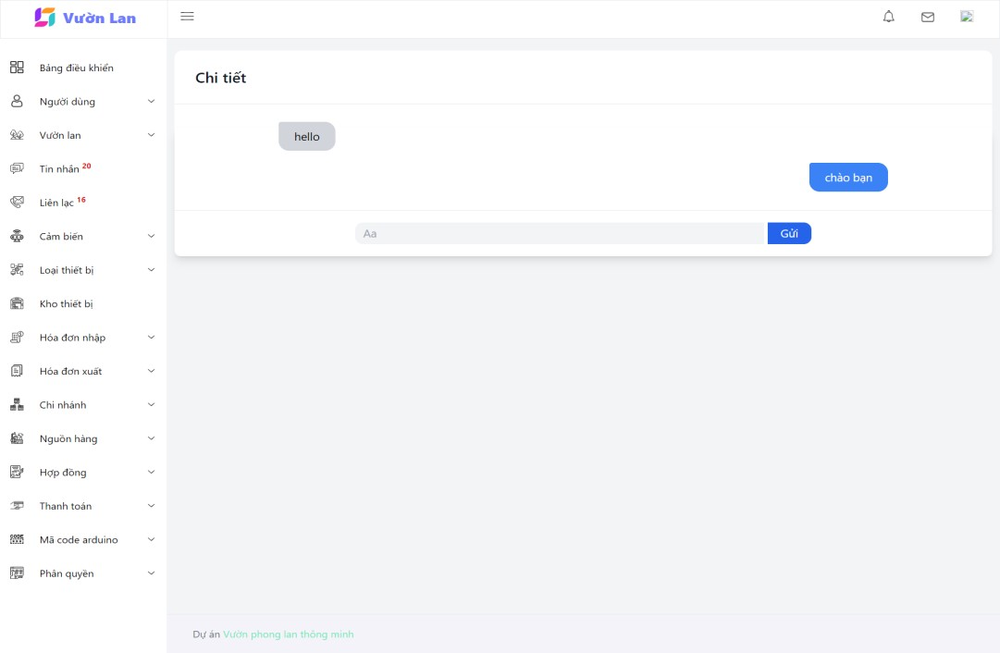 Vườn Lan
Bảng điều khiển
Người dùng
Vườn lan
Tin nhắn 20
Liên lạc 16
Cảm biến
Loại thiết bị
Kho thiết bị
Hóa đơn nhập
Hóa đơn xuất
Chi nhánh
Nguồn hàng
Hợp đồng
Thanh toán
Mã code arduino
Phân quyền
Chi tiết
hello
chào bạn
Aa
Gửi
Dự án Vườn phong lan thông minh